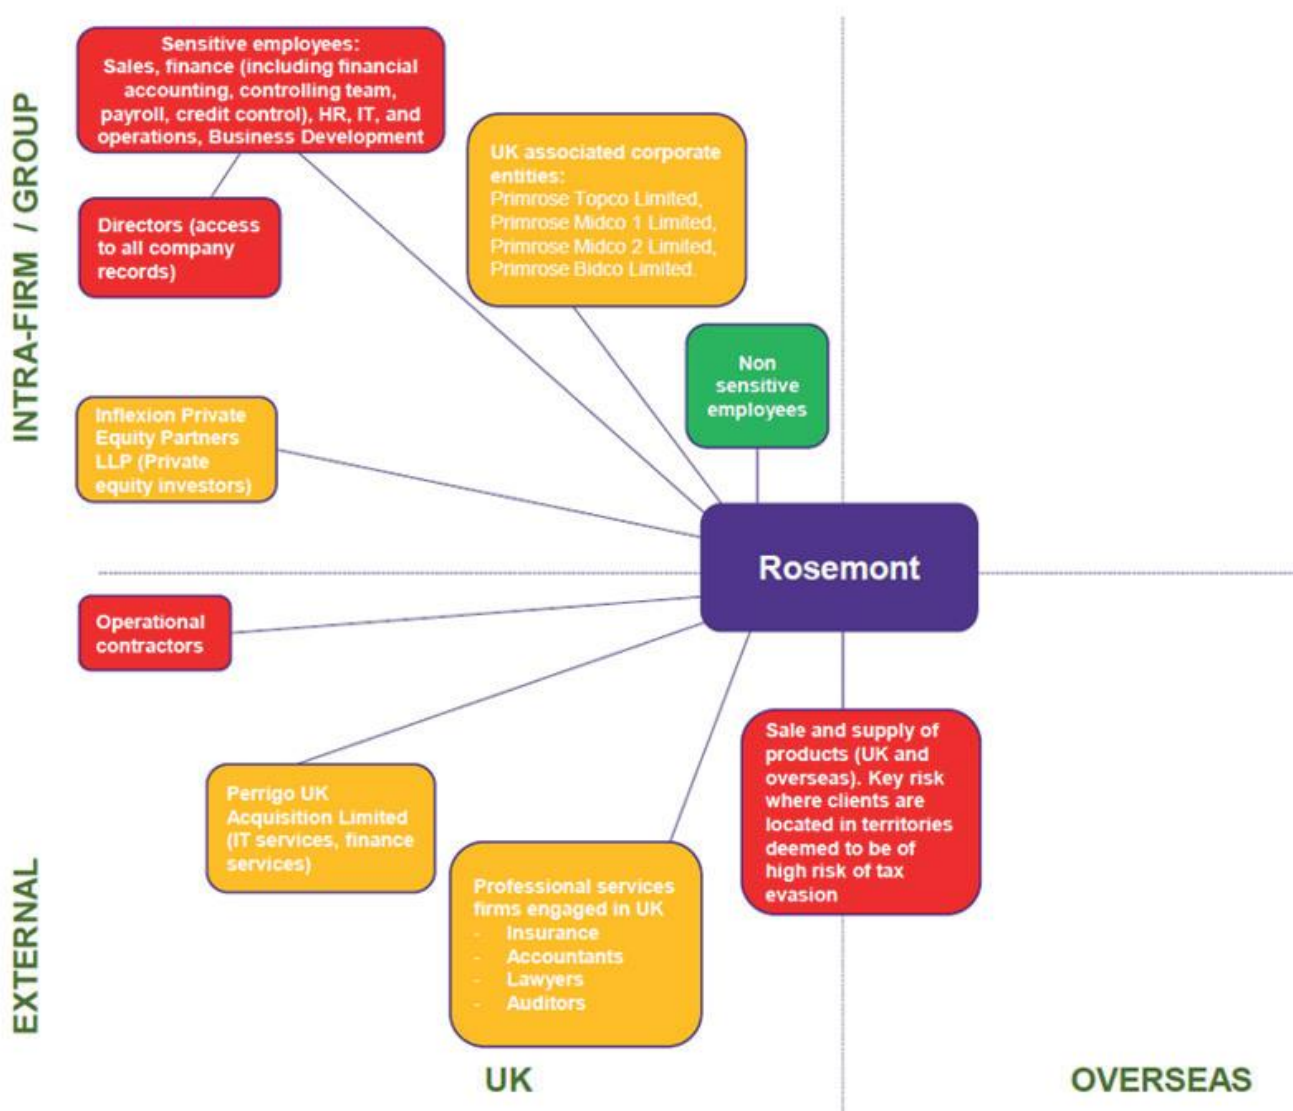 INTRA-FIRM / GROUP
Sensitive employees:
Sales, finance (including financial
accounting, controlling team,
payroll, credit control), HR, IT, and
operations, Business Development
UK associated corporate
entities:
Primrose Topco Limited,
Primrose Midco 1 Limited,
Primrose Midco 2 Limited,
Primrose Bidco Limited.
Directors (access
to all company
records)
Non
sensitive
employees
Inflexion Private
Equity Partners
LLP (Private
equity investors)
Rosemont
EXTERNAL
Operational
contractors
Perrigo UK
Acquisition Limited
(IT services, finance
services)
Professional services
firms engaged in UK
- Insurance
- Accountants
- Lawyers
- Auditors
Sale and supply of
products (UK and
overseas). Key risk
where clients are
located in territories
deemed to be of
high risk of tax
evasion
UK
OVERSEAS